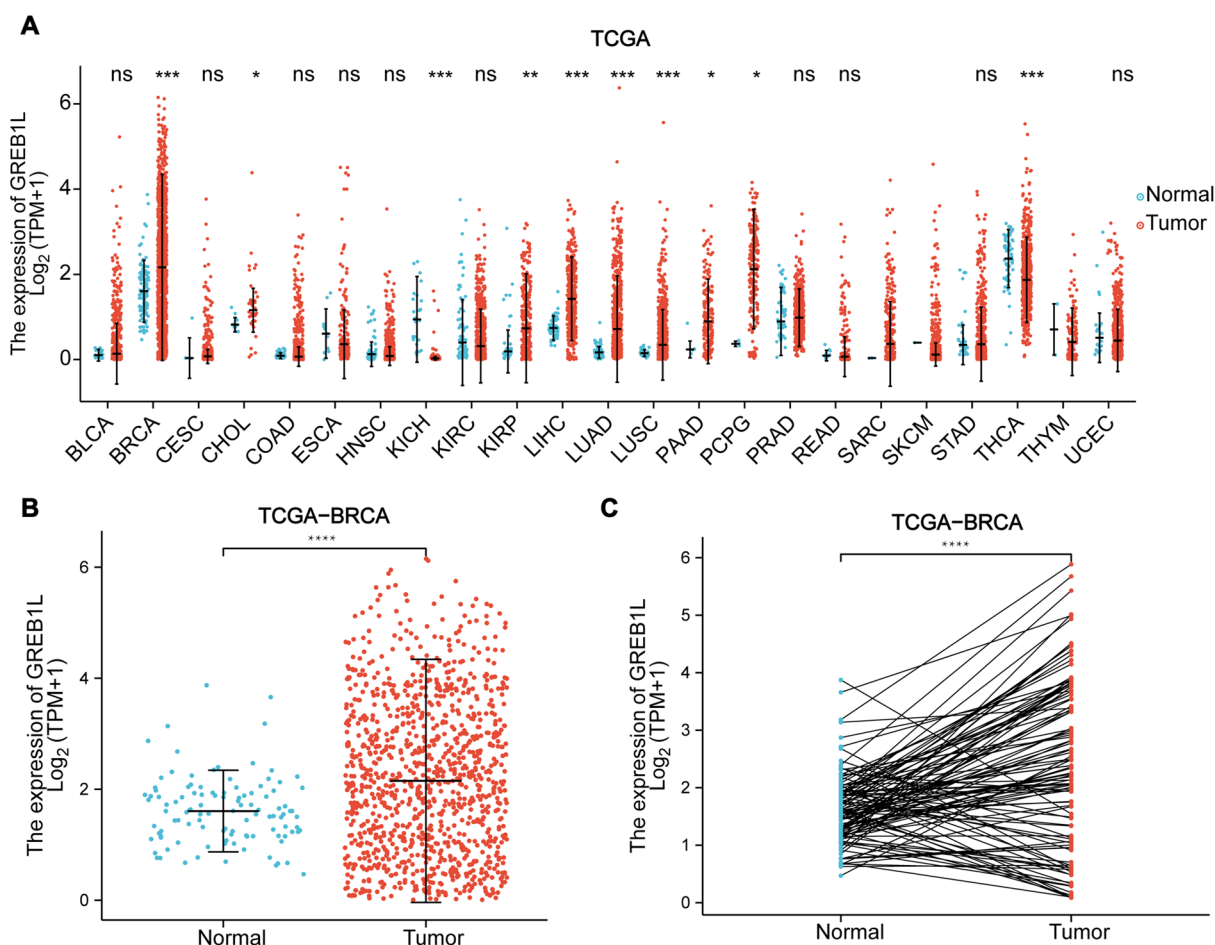 A
TCGA
ns *** ns * ns ns ns *** ns ** *** *** *** * * ns ns ns *** ns
The expression of GREB1L
Log2 (TPM+1)
6
4
2
0
Normal
Tumor
BLCA BRCA CESC CHOL COAD ESCA HNSC KICH KIRC KIRP LIHC LUAD LUSC PAAD PCPG PRAD READ SARC SKCM STAD THCA THYM UCEC
B
TCGA−BRCA
****
The expression of GREB1L
Log2 (TPM+1)
6
4
2
0
Normal Tumor
C
TCGA−BRCA
****
The expression of GREB1L
Log2 (TPM+1)
6
5
4
3
2
1
0
Normal Tumor